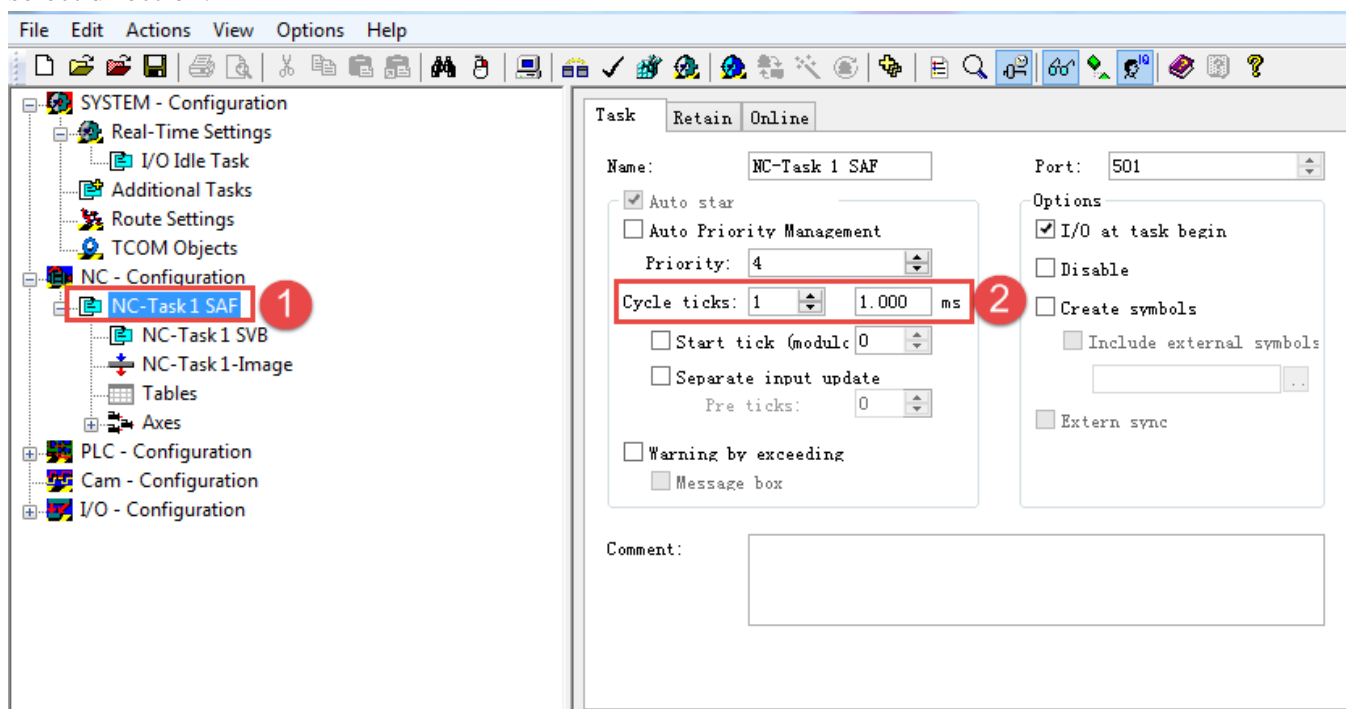 File Edit Actions View Options Help
SYSTEM - Configuration
Real-Time Settings
I/O Idle Task
Additional Tasks
Route Settings
TCOM Objects
NC - Configuration
NC-Task 1 SAF 1
NC-Task 1 SVB
NC-Task 1-Image
Tables
Axes
PLC - Configuration
Cam - Configuration
I/O - Configuration
Task Retain Online
Name: NC-Task 1 SAF
Auto star
Auto Priority Management
Priority: 4
Cycle ticks: 1 1.000 ms 2
Start tick (modulc 0
Separate input update
Pre ticks: 0
Warning by exceeding
Message box
Port: 501
Options
I/O at task begin
Disable
Create symbols
Include external symbols
..
Extern sync
Comment: